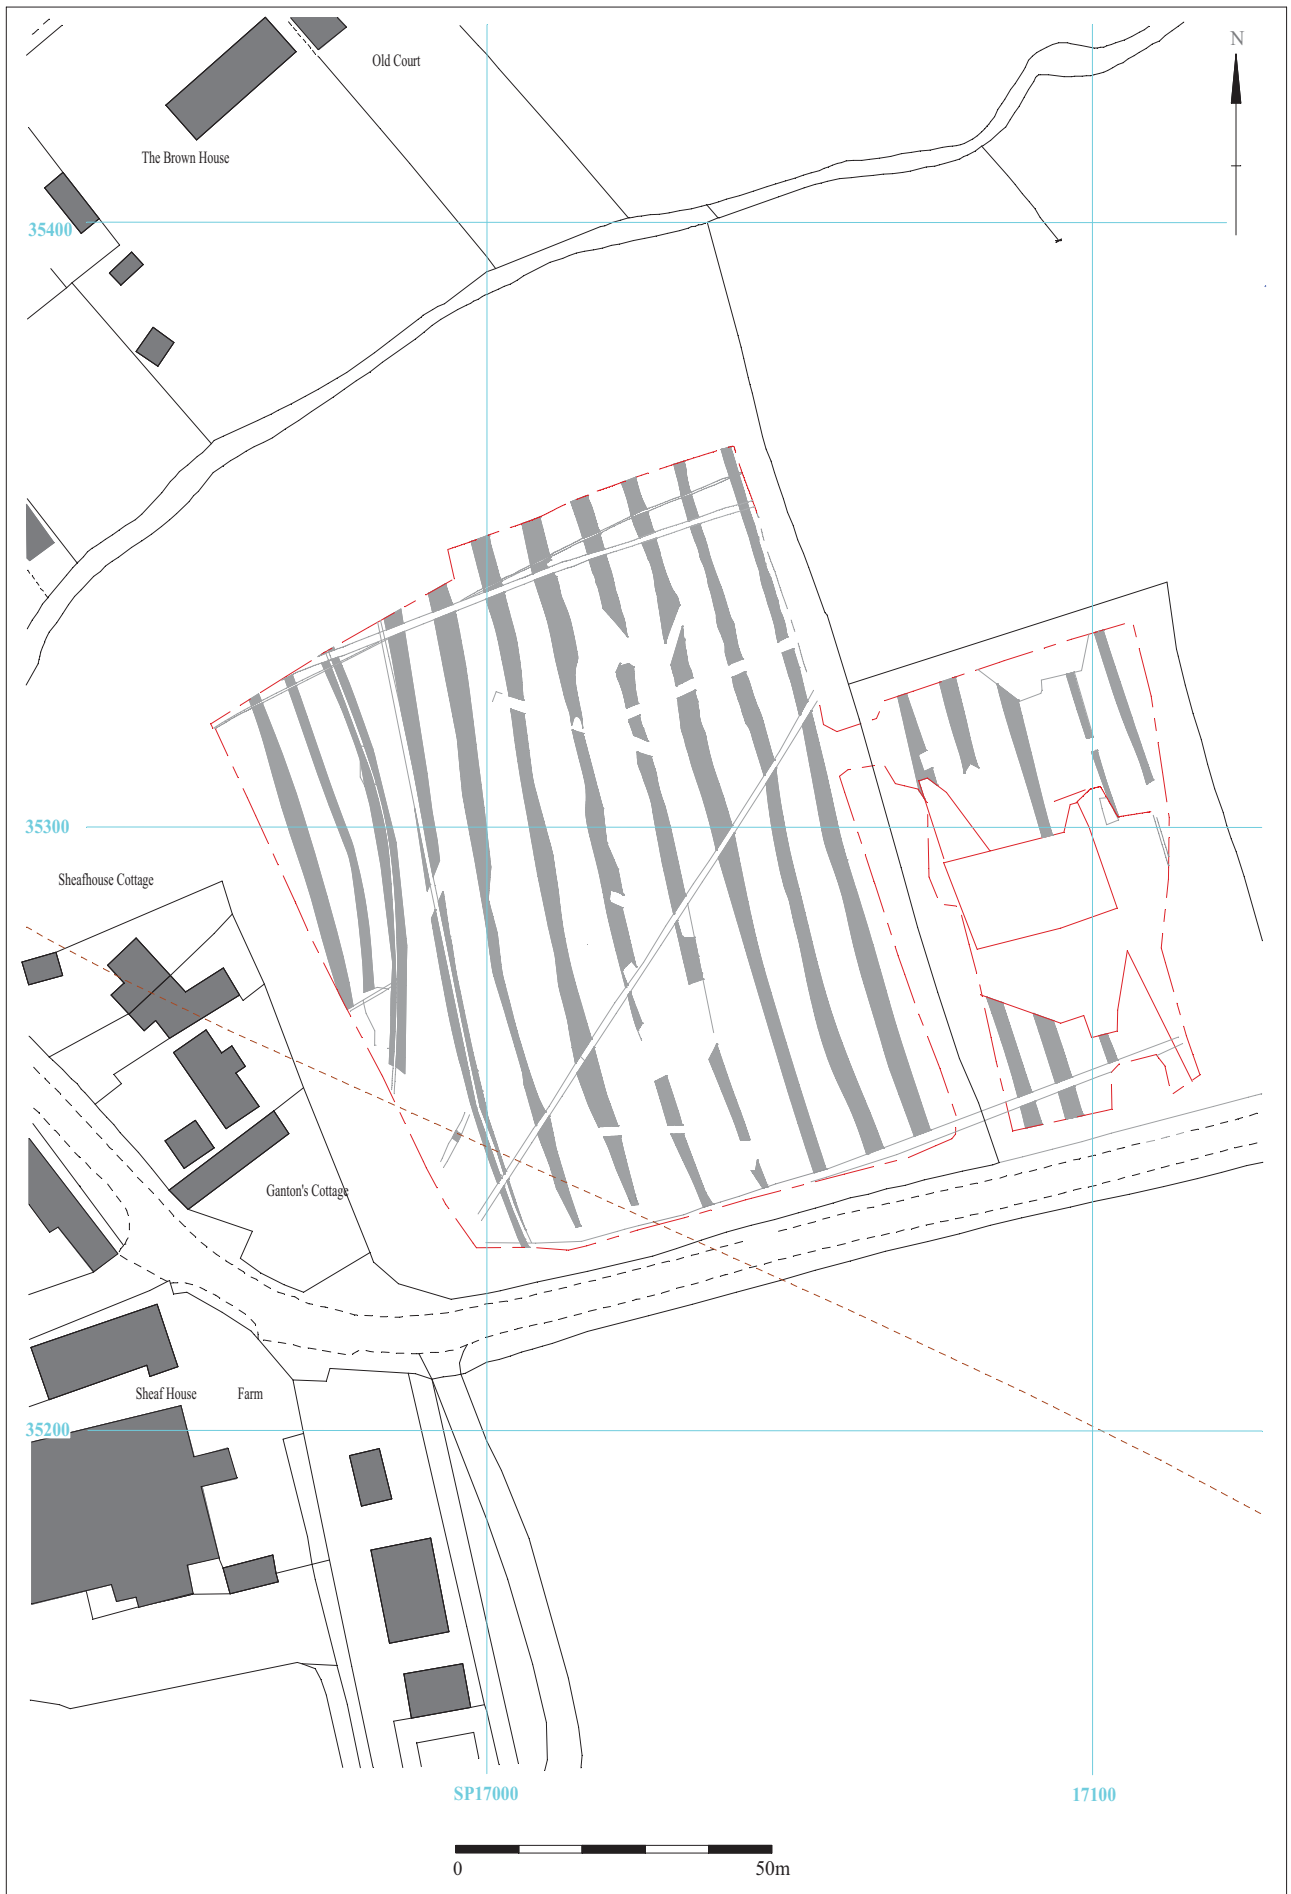 Old Court
N
The Brown House
35400
35300
Sheafhouse Cottage
Ganton's Cottage
Sheaf House Farm
35200
SP17000
17100
0
50m